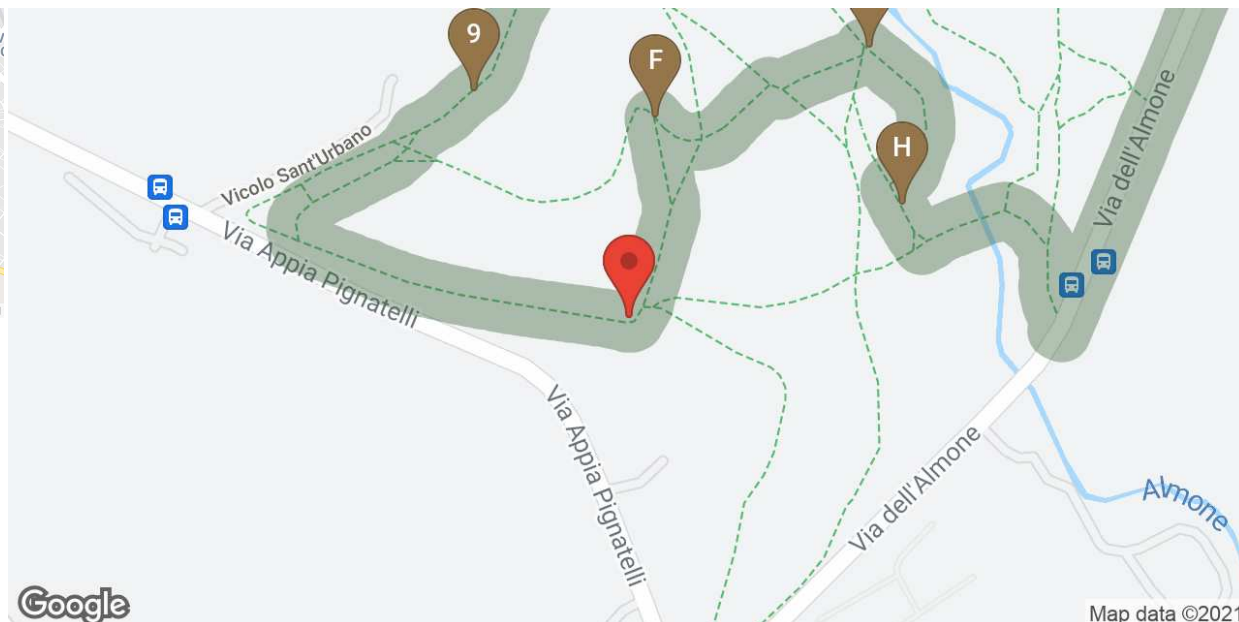 9
F
H
Vicolo Sant'Urbano
Via dell'Almone
Via Appia Pignatelli
Via Appia Pignatelli
Via dell'Almone
Almone
Google
Map data ©2021